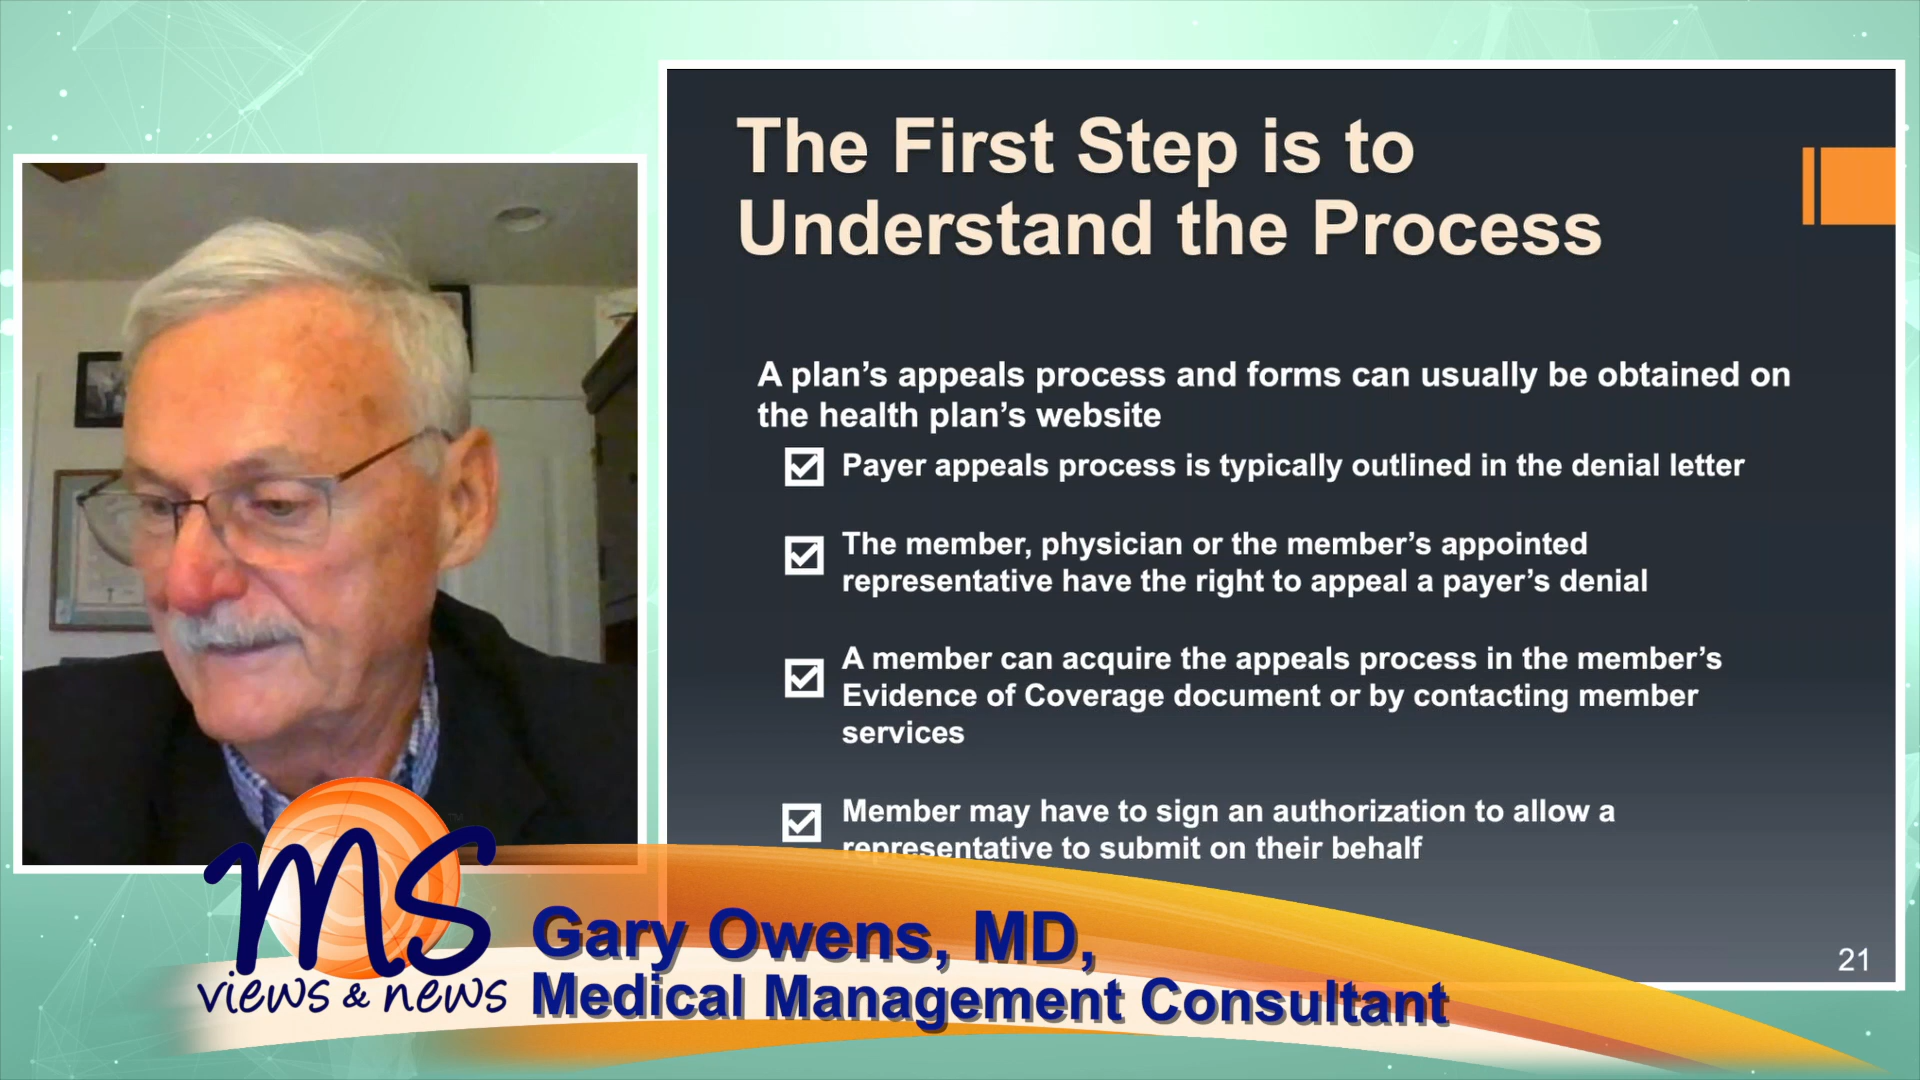 The First Step is to
Understand the Process
A plan’s appeals process and forms can usually be obtained on
the health plan’s website
Payer appeals process is typically outlined in the denial letter
The member, physician or the member’s appointed
representative have the right to appeal a payer’s denial
A member can acquire the appeals process in the member’s
Evidence of Coverage document or by contacting member
services
Member may have to sign an authorization to allow a
representative to submit on their behalf
21
MS
views & news
Gary Owens, MD,
Medical Management Consultant